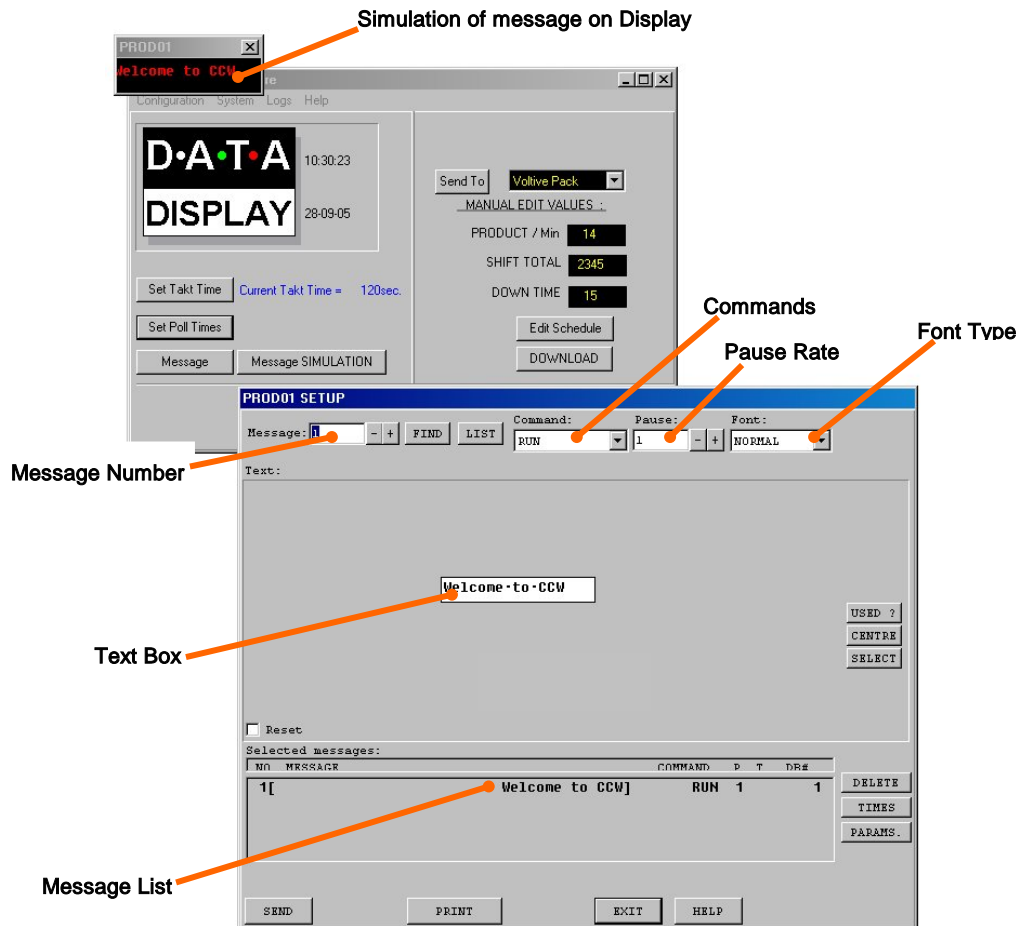 Simulation of message on Display
PROD01
Welcome to CCW
re
Configuration System Logs Help
D·A·T·A
DISPLAY
10:30:23
28-09-05
Send To Voltive Pack
MANUAL EDIT VALUES :
PRODUCT / Min 14
SHIFT TOTAL 2345
DOWN TIME 15
Set Takt Time Current Takt Time = 120sec.
Set Poll Times
Edit Schedule
Message Message SIMULATION
DOWNLOAD
Commands
Pause Rate
Font Type
PROD01 SETUP
Message: 1 - + FIND LIST
Command:
RUN
Pause:
1 - +
Font:
NORMAL
Message Number
Text:
Welcome·to·CCW
Text Box
USED ?
CENTRE
SELECT
Reset
Selected messages:
NO MESSAGE COMMAND P T DB#
1[ Welcome to CCW] RUN 1 1
DELETE
TIMES
PARAMS.
Message List
SEND PRINT EXIT HELP